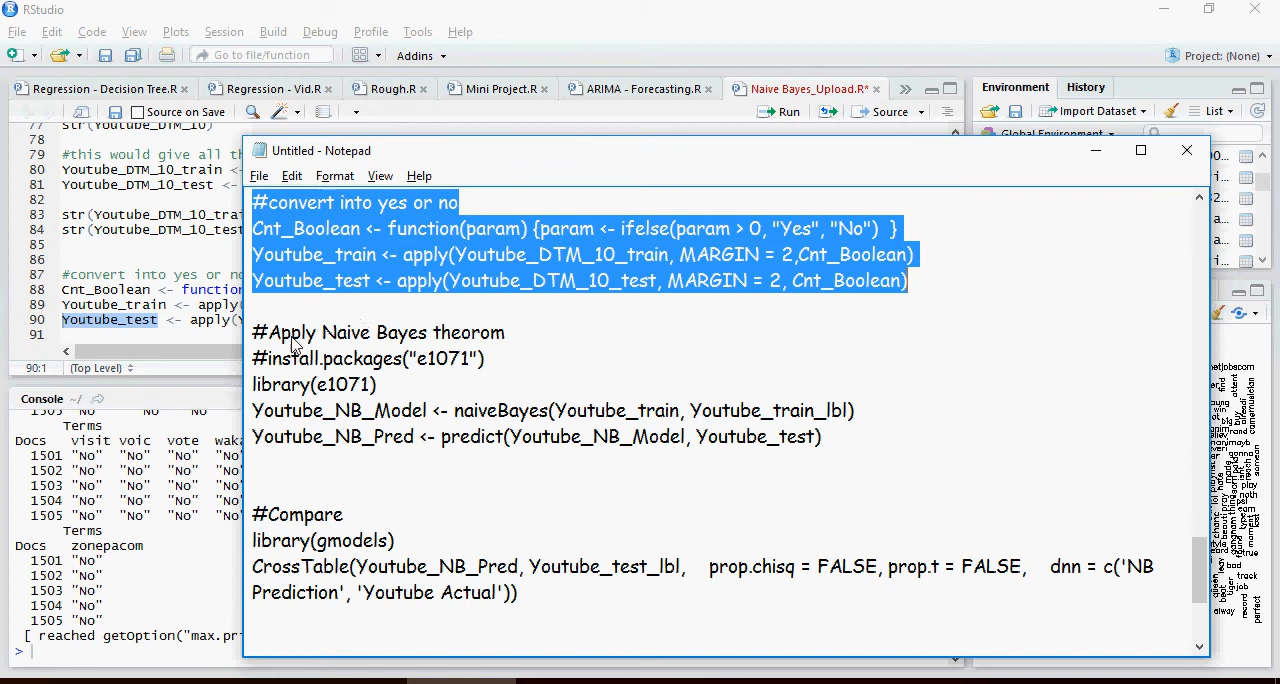 RStudio
File Edit Code View Plots Session Build Debug Profile Tools Help
Go to file/function
Addins
Project: (None)
Regression - Decision Tree.R
Regression - Vid.R
Rough.R
Mini Project.R
ARIMA - Forecasting.R
Naive Bayes_Upload.R*
Source on Save
Run
Source
77 str(Youtube_DTM_10)
78
79 #this would give all th
80 Youtube_DTM_10_train <-
81 Youtube_DTM_10_test <-
82
83 str(Youtube_DTM_10_trai
84 str(Youtube_DTM_10_test
85
86
87 #convert into yes or no
88 Cnt_Boolean <- function
89 Youtube_train <- apply(
90 Youtube_test <- apply(Y
91
90:1 (Top Level)
Console ~/
1505 "No" "No" "No" "No"
Terms
Docs visit voic vote waka
1501 "No" "No" "No" "No"
1502 "No" "No" "No" "No"
1503 "No" "No" "No" "No"
1504 "No" "No" "No" "No"
1505 "No" "No" "No" "No"
Terms
Docs zonepacom
1501 "No"
1502 "No"
1503 "No"
1504 "No"
1505 "No"
[ reached getOption("max.pr
>
Untitled - Notepad
File Edit Format View Help
#convert into yes or no
Cnt_Boolean <- function(param) {param <- ifelse(param > 0, "Yes", "No") }
Youtube_train <- apply(Youtube_DTM_10_train, MARGIN = 2,Cnt_Boolean)
Youtube_test <- apply(Youtube_DTM_10_test, MARGIN = 2, Cnt_Boolean)
#Apply Naive Bayes theorom
#install.packages("e1071")
library(e1071)
Youtube_NB_Model <- naiveBayes(Youtube_train, Youtube_train_lbl)
Youtube_NB_Pred <- predict(Youtube_NB_Model, Youtube_test)
#Compare
library(gmodels)
CrossTable(Youtube_NB_Pred, Youtube_test_lbl, prop.chisq = FALSE, prop.t = FALSE, dnn = c('NB
Prediction', 'Youtube Actual'))
Environment History
Import Dataset
List
Global Environment